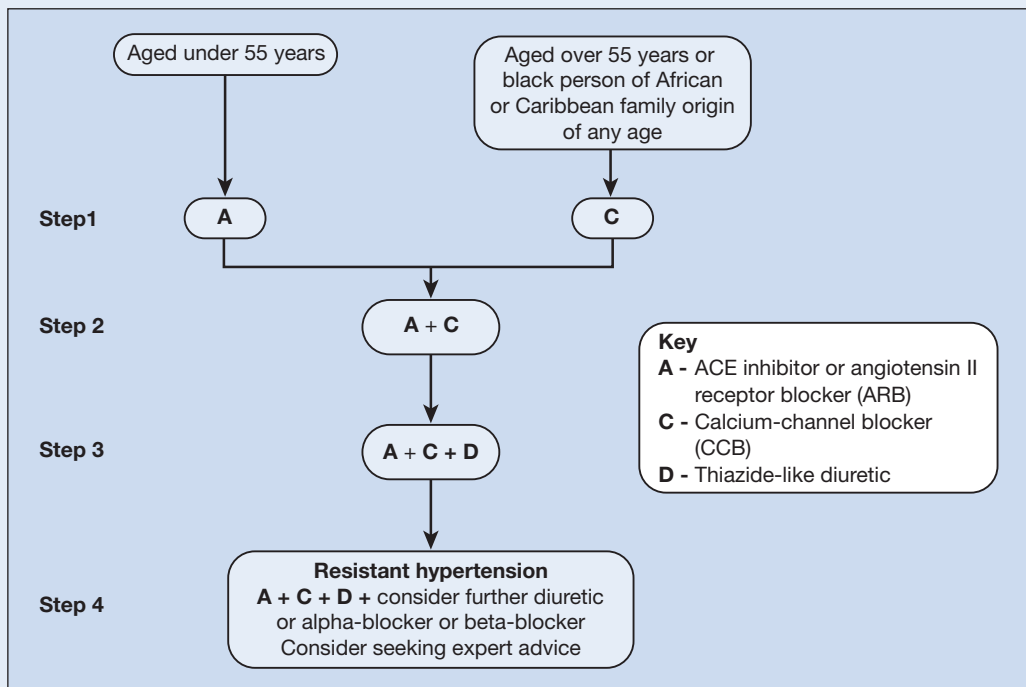 Aged under 55 years
Aged over 55 years or
black person of African
or Caribbean family origin
of any age
Step1
A
C
Step 2
A + C
Step 3
A + C + D
Key
A - ACE inhibitor or angiotensin II
receptor blocker (ARB)
C - Calcium-channel blocker
(CCB)
D - Thiazide-like diuretic
Step 4
Resistant hypertension
A + C + D + consider further diuretic
or alpha-blocker or beta-blocker
Consider seeking expert advice